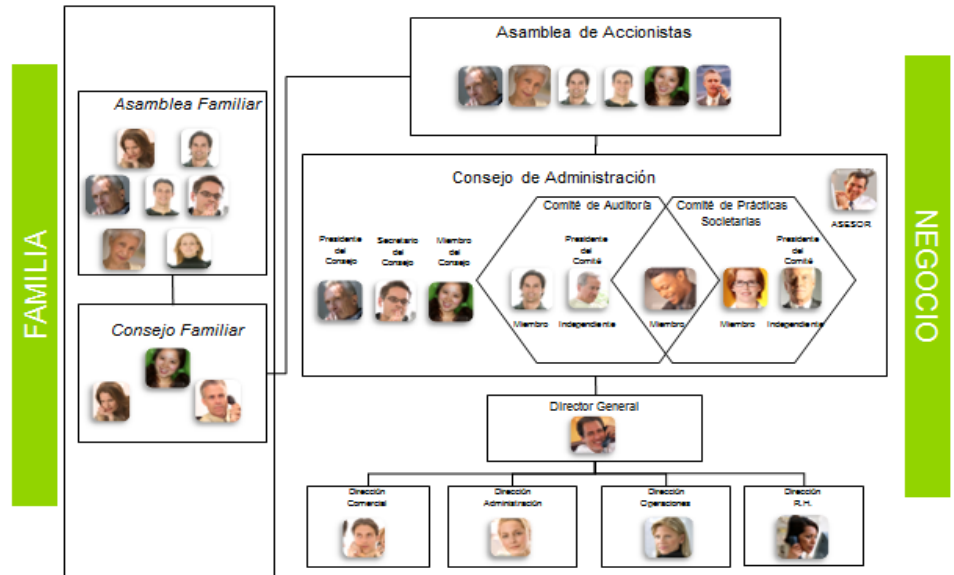 FAMILIA
Asamblea Familiar
Consejo Familiar
Asamblea de Accionistas
Consejo de Administración
Comité de Auditoría
Comité de Prácticas
Societarias
ASESOR
Presidente
del
Consejo
Secretario
del
Consejo
Miembro
del
Consejo
Presidente
del
Comité
Presidente
del
Comité
Miembro
Independiente
Miembro
Miembro
Independiente
Director General
Dirección
Comercial
Dirección
Administración
Dirección
Operaciones
Dirección
R.H.
NEGOCIO